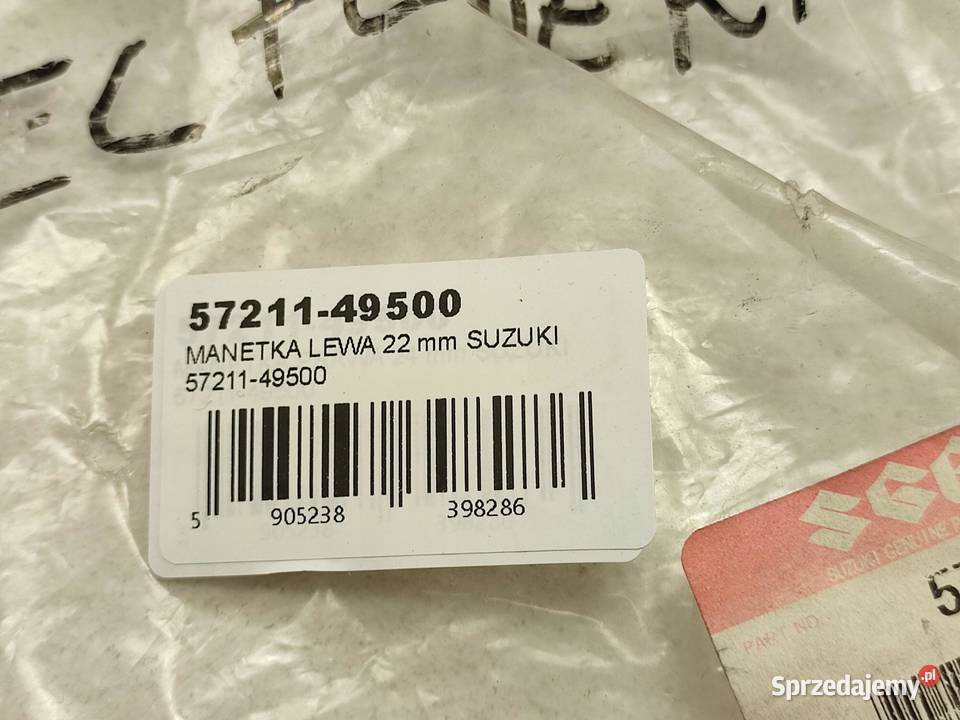 57211-49500
MANETKA LEWA 22 mm SUZUKI
57211-49500
5 905238 398286
SGP
SUZUKI GENUINE
PART NO.
57
Sprzedajemy.pl